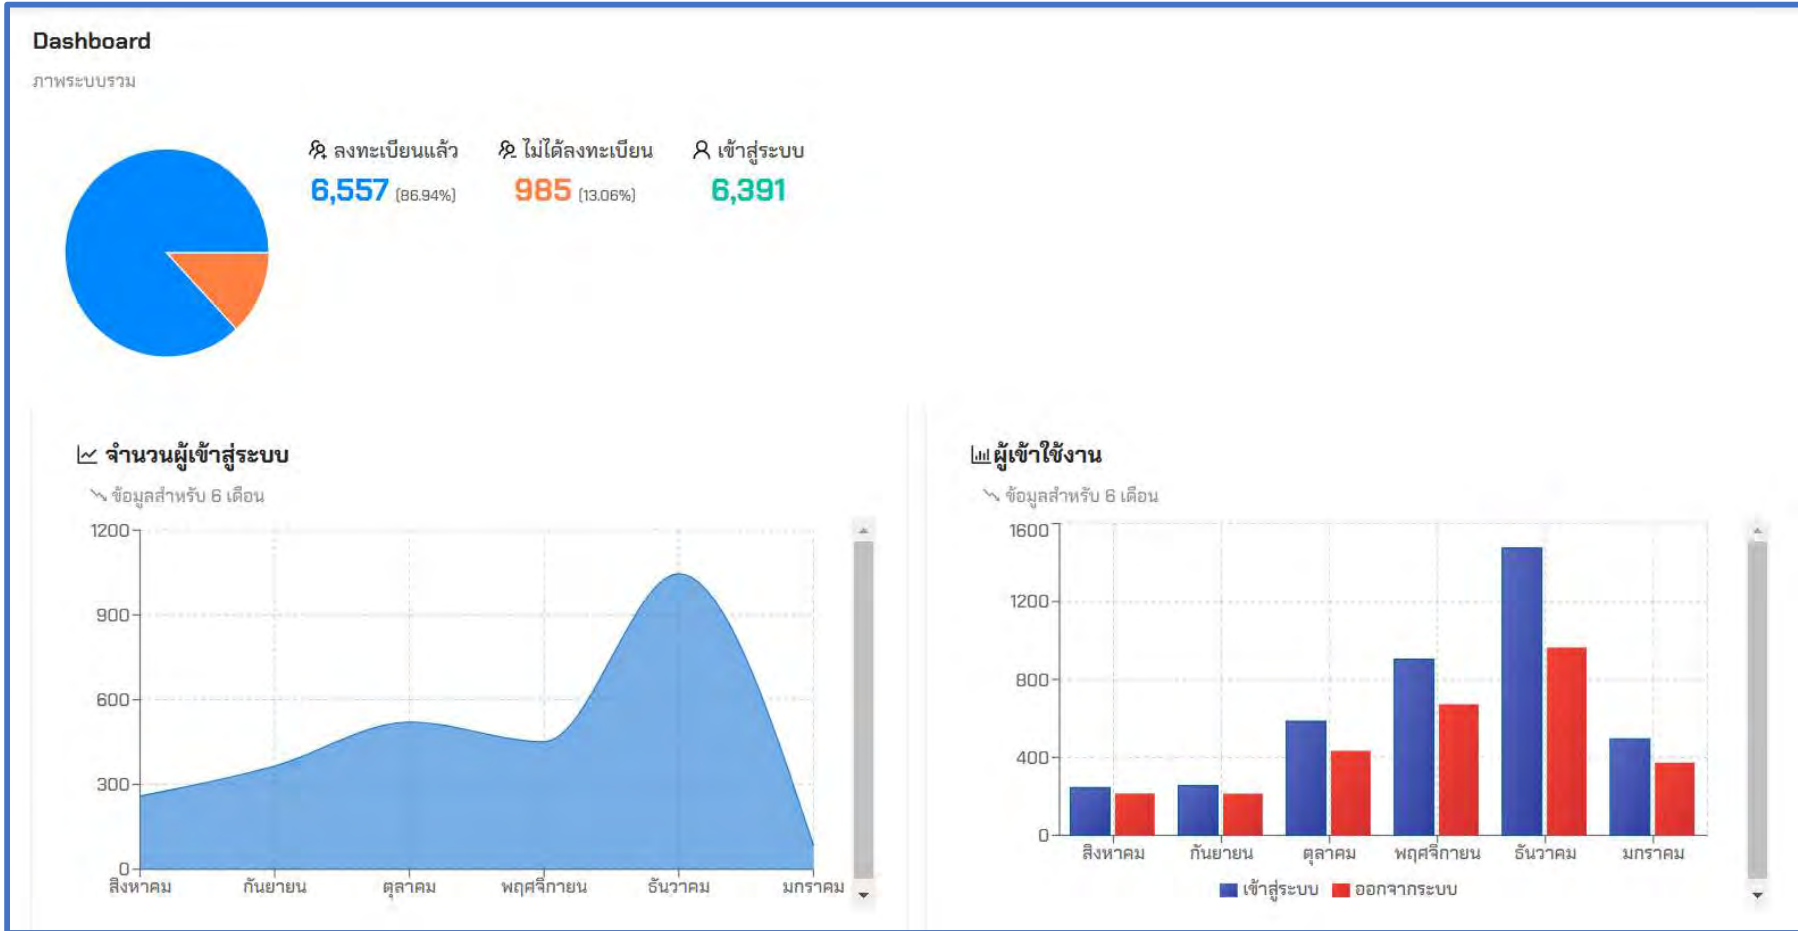 Dashboard
ภาพระบบรวม
ลงทะเบียนแล้ว
6,557 (86.94%)
ไม่ได้ลงทะเบียน
985 (13.06%)
เข้าสู่ระบบ
6,391
จำนวนผู้เข้าสู่ระบบ
ข้อมูลสำหรับ 6 เดือน
1200
900
600
300
0
สิงหาคม กันยายน ตุลาคม พฤศจิกายน ธันวาคม มกราคม
ผู้เข้าใช้งาน
ข้อมูลสำหรับ 6 เดือน
1600
1200
800
400
0
สิงหาคม กันยายน ตุลาคม พฤศจิกายน ธันวาคม มกราคม
เข้าสู่ระบบ ออกจากระบบ